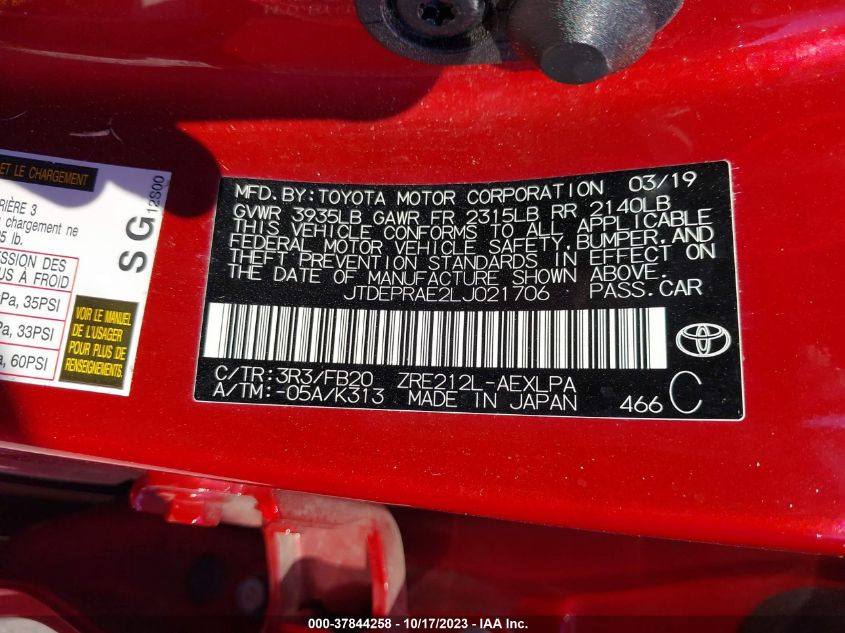 ET LE CHARGEMENT
RIÈRE 3
chargement ne
5 lb.
ESSION DES
US À FROID
Pa, 35PSI
Pa, 33PSI
a, 60PSI
VOIR LE MANUEL
DE L'USAGER
POUR PLUS DE
RENSEIGNEMENTS
SG
12S00
MFD. BY: TOYOTA MOTOR CORPORATION 03/19
GVWR 3935LB GAWR FR 2315LB RR 2140LB
THIS VEHICLE CONFORMS TO ALL APPLICABLE
FEDERAL MOTOR VEHICLE SAFETY, BUMPER, AND
THEFT PREVENTION STANDARDS IN EFFECT ON
THE DATE OF MANUFACTURE SHOWN ABOVE.
JTDEPRAE2LJ021706 PASS. CAR
C/TR: 3R3/FB20 ZRE212L-AEXLPA
A/TM: -05A/K313 MADE IN JAPAN 466 C
000-37844258 - 10/17/2023 - IAA Inc.